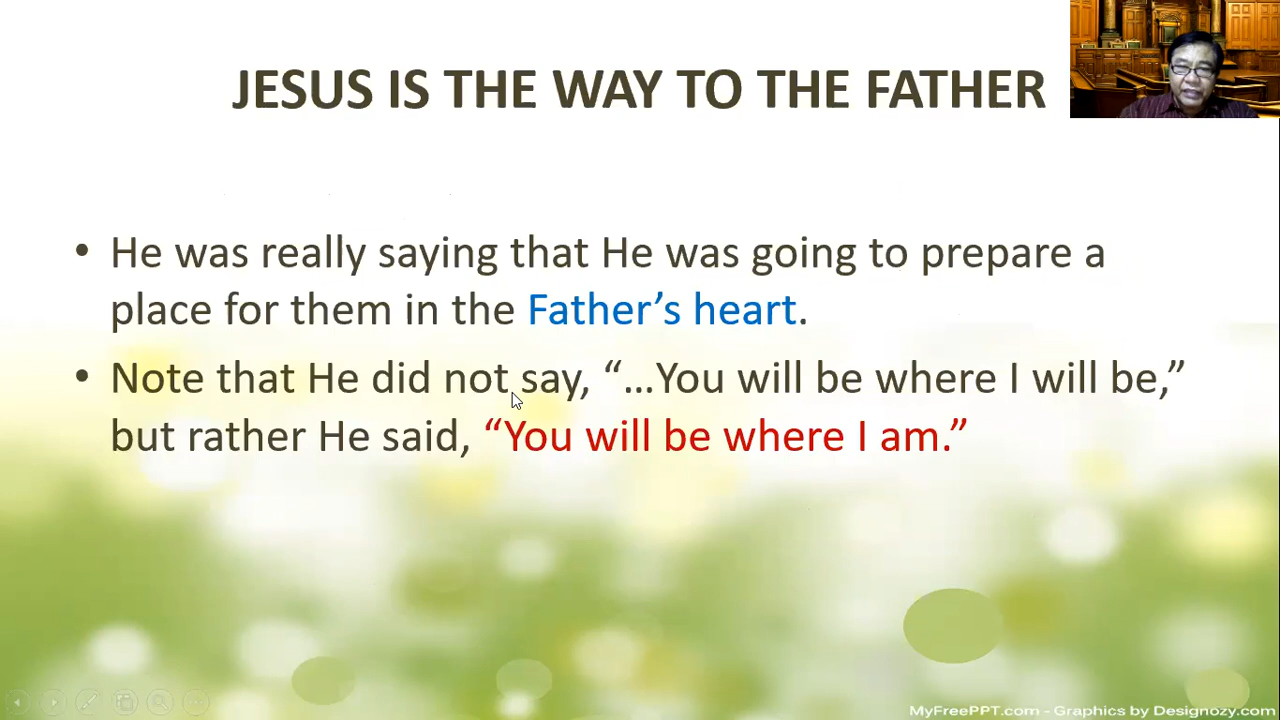 JESUS IS THE WAY TO THE FATHER
• He was really saying that He was going to prepare a
place for them in the Father’s heart.
• Note that He did not say, “…You will be where I will be,”
but rather He said, “You will be where I am.”
MyFreePPT.com - Graphics by Designozy.com